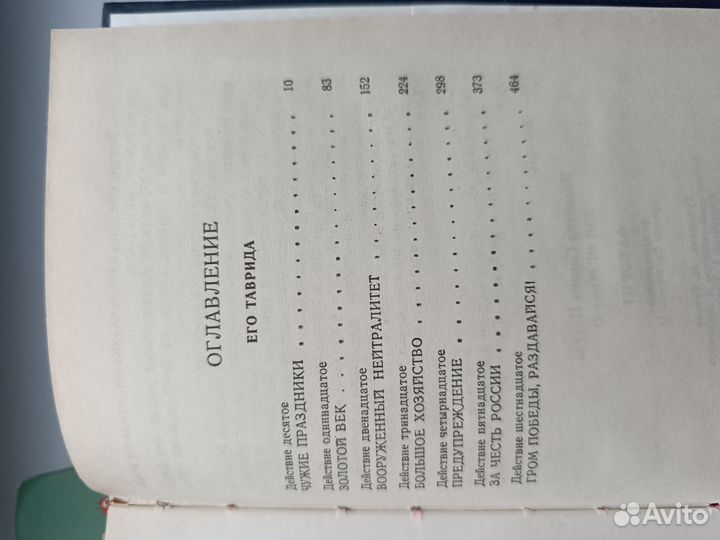 ОГЛАВЛЕНИЕ
ЕГО ТАВРИДА
Действие десятое
ЧУЖИЕ ПРАЗДНИКИ . . . . . . . . . . . . 10
Действие одиннадцатое
ЗОЛОТОЙ ВЕК . . . . . . . . . . . . . . 83
Действие двенадцатое
ВООРУЖЕННЫЙ НЕЙТРАЛИТЕТ . . . . . . . . 152
Действие тринадцатое
БОЛЬШОЕ ХОЗЯЙСТВО . . . . . . . . . . . 224
Действие четырнадцатое
ПРЕДУПРЕЖДЕНИЕ . . . . . . . . . . . . 298
Действие пятнадцатое
ЗА ЧЕСТЬ РОССИИ . . . . . . . . . . . . 373
Действие шестнадцатое
ГРОМ ПОБЕДЫ, РАЗДАВАЙСЯ! . . . . . . . . 464
Avito